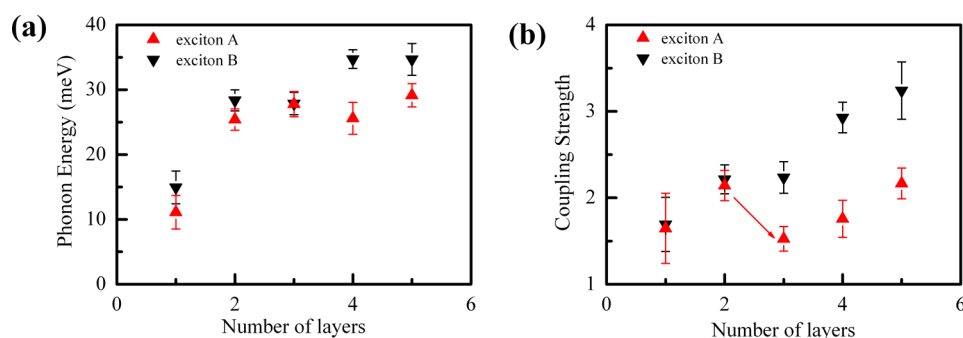 (a)
exciton A
exciton B
Phonon Energy (meV)
40
30
20
10
0
0 2 4 6
Number of layers
(b)
exciton A
exciton B
Coupling Strength
4
3
2
1
0 2 4 6
Number of layers